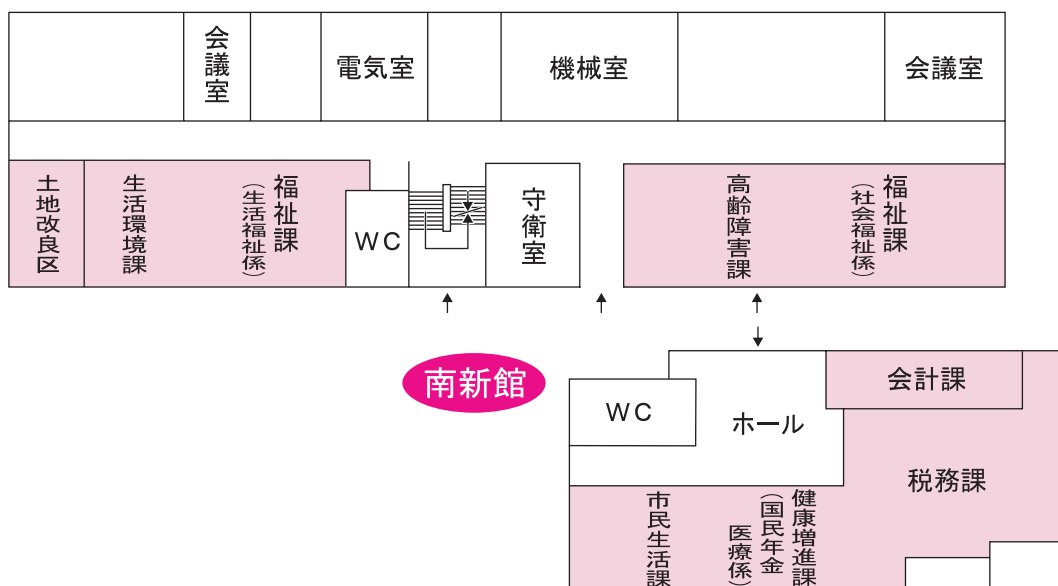 会議室
電気室
機械室
会議室
土地改良区
生活環境課
福祉課
(生活福祉係)
WC
守衛室
高齢障害課
福祉課
(社会福祉係)
南新館
WC
ホール
会計課
税務課
市民生活課
健康増進課
(国民年金
医療係)